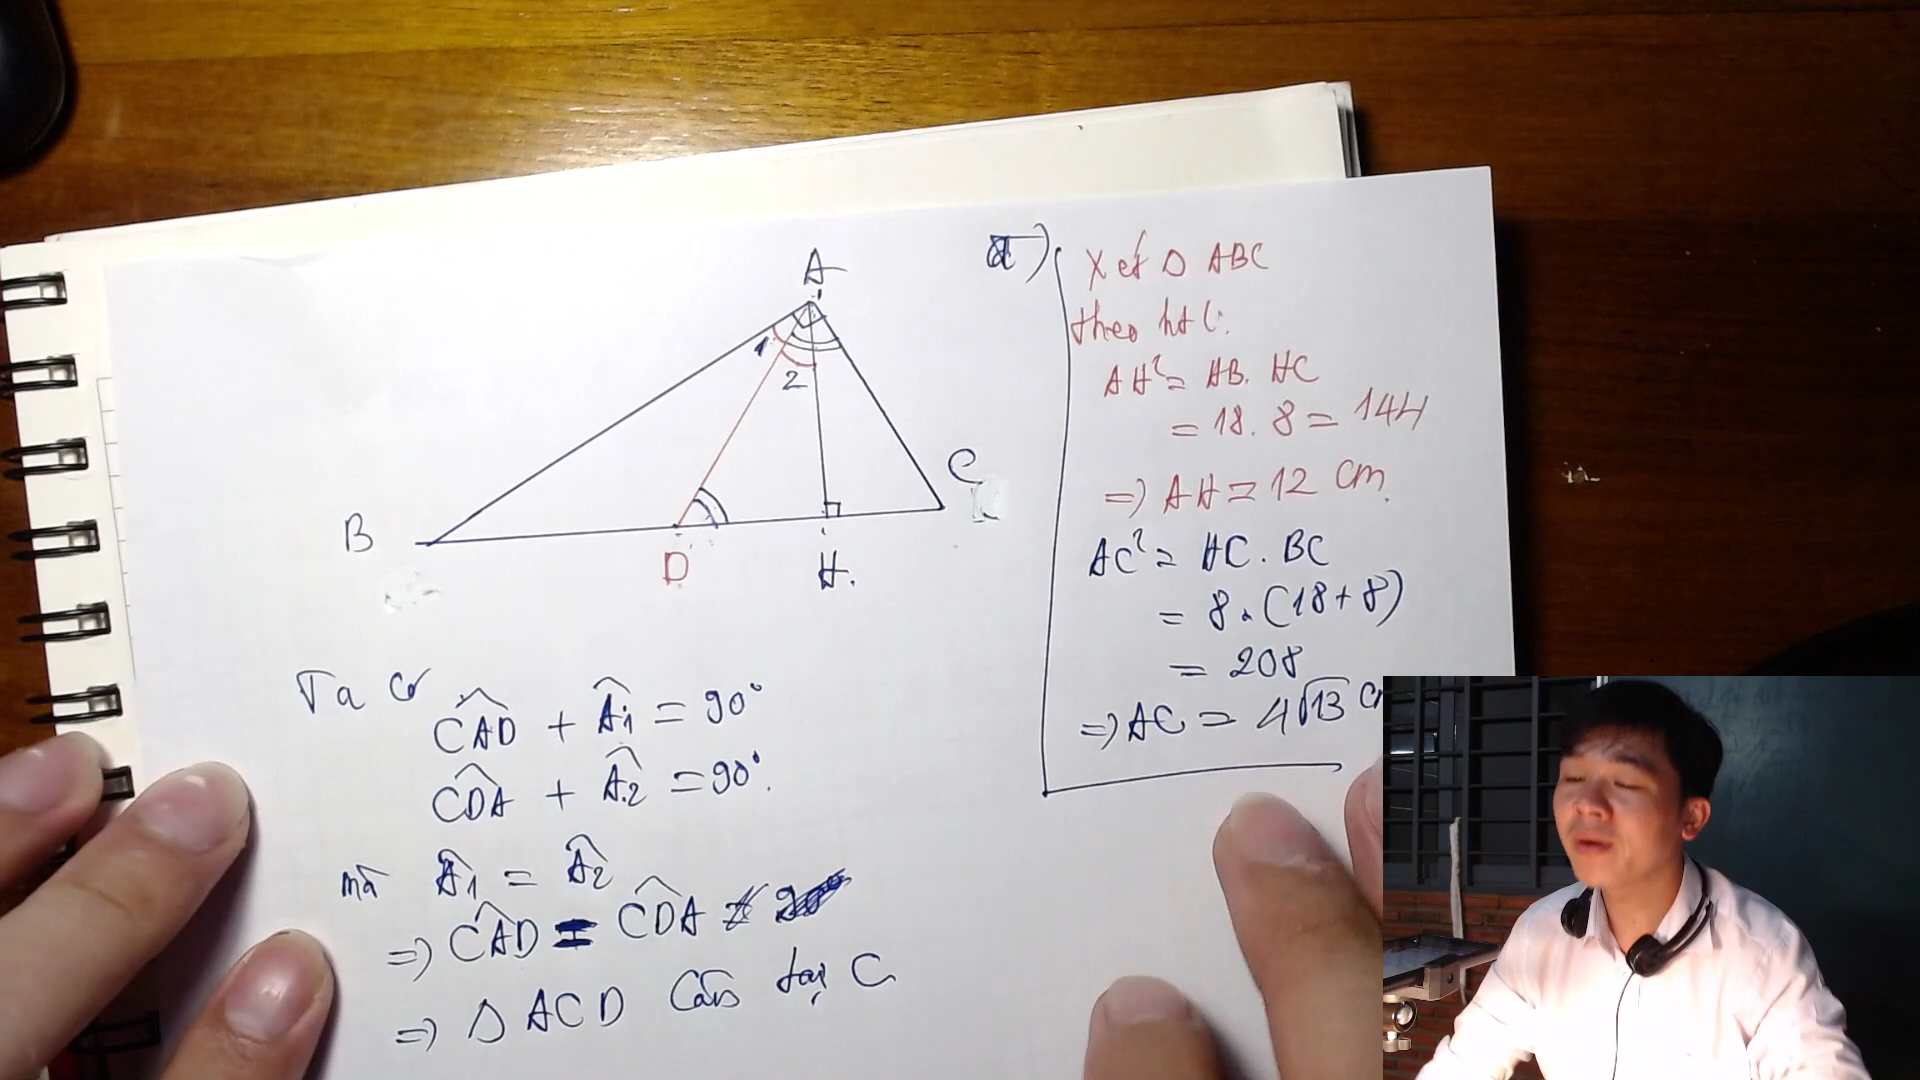 A
1
2
B
C
D
H.
a)
Xét Δ ABC
theo htl:
AH² = HB. HC
= 18. 8 = 144
=> AH = 12 cm.
AC² = HC. BC
= 8. (18+8)
= 208
=> AC = 4√13 c
Ta có
CAD + A1 = 90°
CDA + A2 = 90°.
mà A1 = A2
=> CAD = CDA
=> Δ ACD cân tại C